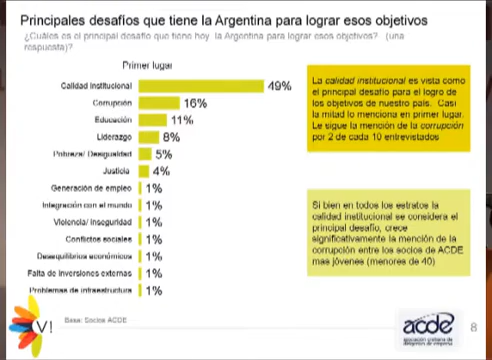 Principales desafíos que tiene la Argentina para lograr esos objetivos
¿Cuáles es el principal desafío que tiene hoy la Argentina para lograr esos objetivos? (una
respuesta)?
Primer lugar
Calidad Institucional 49%
Corrupción 16%
Educación 11%
Liderazgo 8%
Pobreza/ Desigualdad 5%
Justicia 4%
Generación de empleo 1%
Integración con el mundo 1%
Violencia/ Inseguridad 1%
Conflictos sociales 1%
Desequilibrios económicos 1%
Falta de Inversiones externas 1%
Problemas de infraestructura 1%
La calidad institucional es vista como
el principal desafío para el logro de
los objetivos de nuestro país. Casi
la mitad lo menciona en primer lugar.
Le sigue la mención de la corrupción
por 2 de cada 10 entrevistados
Si bien en todos los estratos la
calidad institucional se considera el
principal desafío, crece
significativamente la mención de la
corrupción entre los socios de ACDE
mas jóvenes (menores de 40)
V!
Base: Socios ACDE
acde
asociación cristiana de
dirigentes de empresa
8